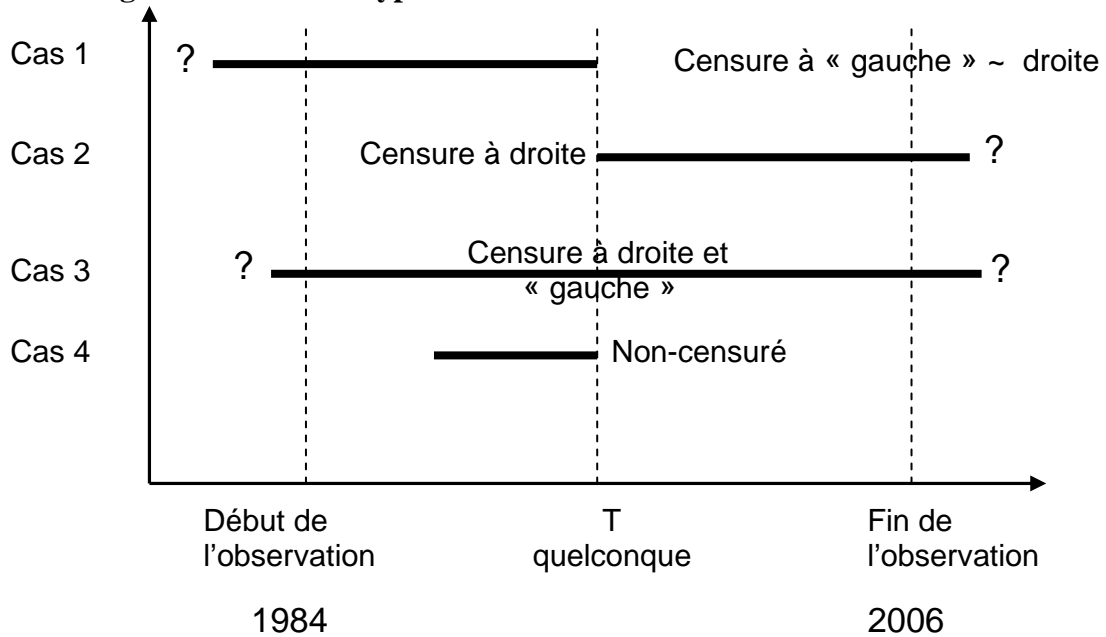 Cas 1
?
Censure à « gauche » ~ droite
Cas 2
Censure à droite
?
Cas 3
?
Censure à droite et
« gauche »
?
Cas 4
Non-censuré
Début de
l’observation
T
quelconque
Fin de
l’observation
1984
2006